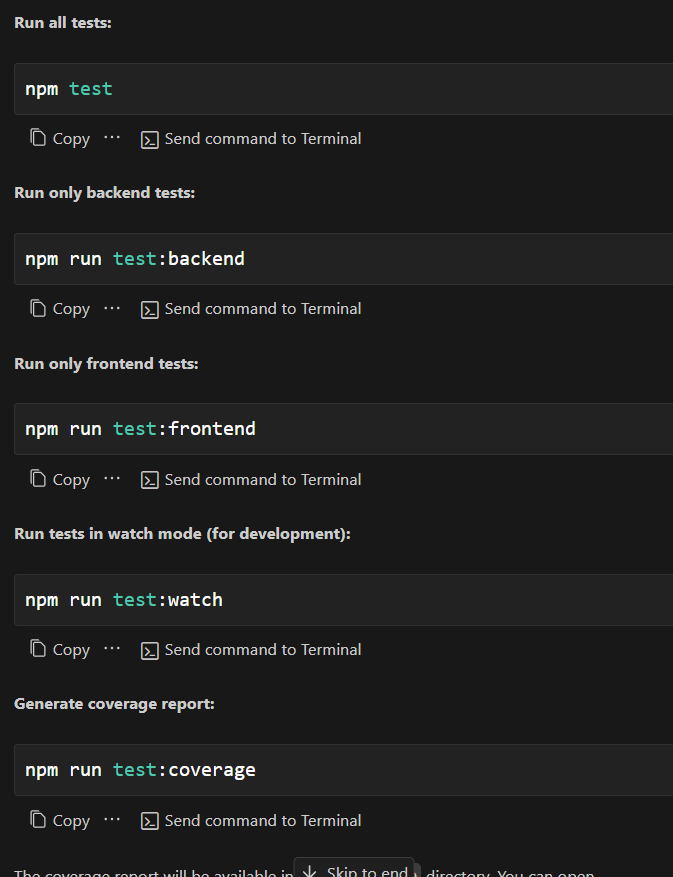 Run all tests:
npm test
Copy ··· Send command to Terminal
Run only backend tests:
npm run test:backend
Copy ··· Send command to Terminal
Run only frontend tests:
npm run test:frontend
Copy ··· Send command to Terminal
Run tests in watch mode (for development):
npm run test:watch
Copy ··· Send command to Terminal
Generate coverage report:
npm run test:coverage
Copy ··· Send command to Terminal
The coverage report will be available in Skip to end directory. You can open